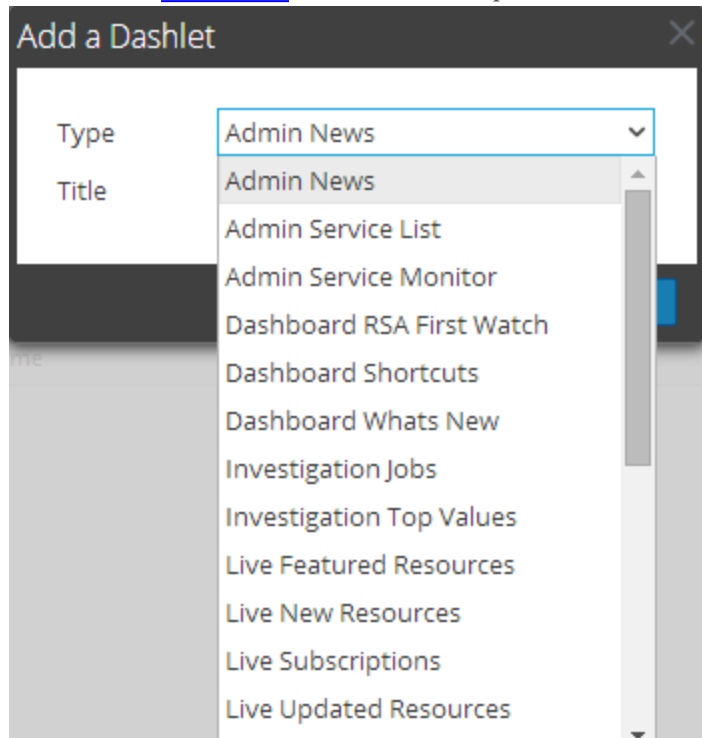 Add a Dashlet
Type
Admin News
Title
Admin News
Admin Service List
Admin Service Monitor
Dashboard RSA First Watch
Dashboard Shortcuts
Dashboard Whats New
me
Investigation Jobs
Investigation Top Values
Live Featured Resources
Live New Resources
Live Subscriptions
Live Updated Resources